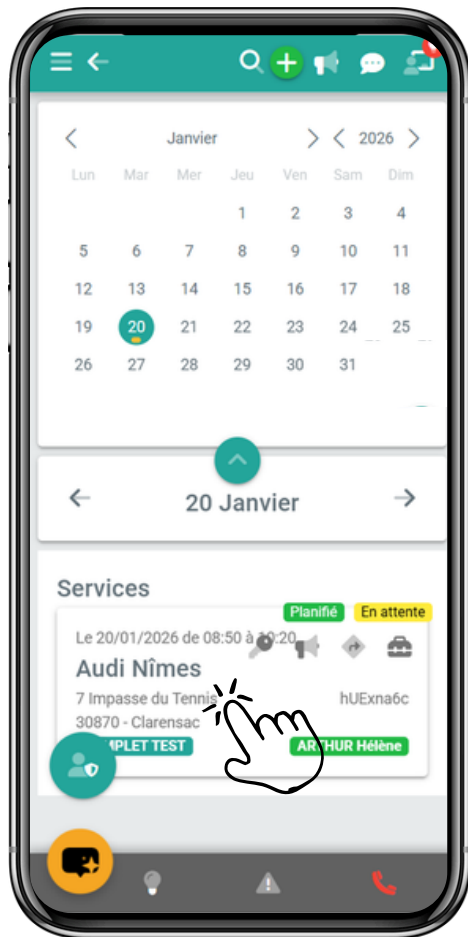 Janvier 2026
Lun Mar Mer Jeu Ven Sam Dim
1 2 3 4
5 6 7 8 9 10 11
12 13 14 15 16 17 18
19 20 21 22 23 24 25
26 27 28 29 30 31
20 Janvier
Services
Planifié En attente
Le 20/01/2026 de 08:50 à :20
Audi Nîmes
7 Impasse du Tennis hUExna6c
30870 - Clarensac
MPLET TEST ARTHUR Hélène